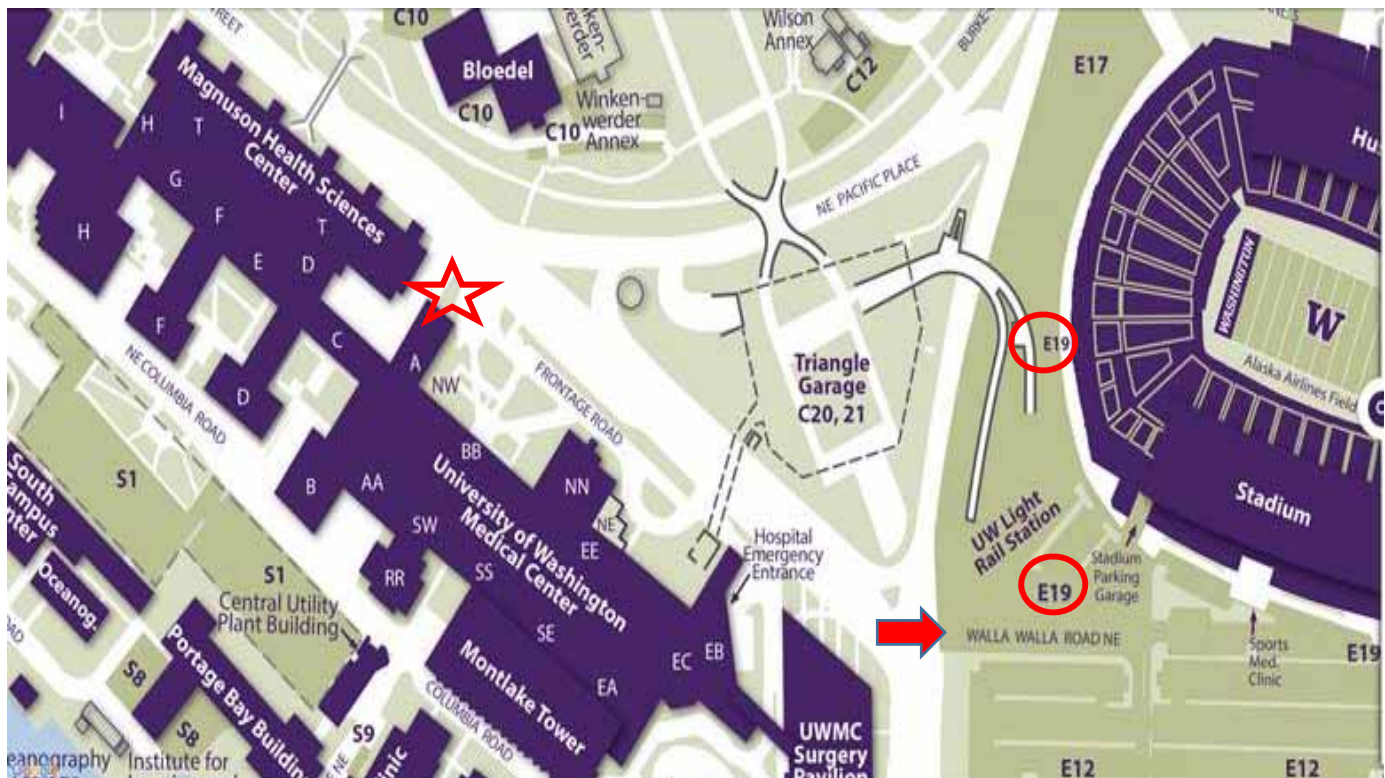 C10
Wilson
Annex
C12
E17
Bloedel
C10
Winken-
werder
Annex
C10
STREET
Magnuson Health Sciences
Center
I
H
T
G
F
T
H
E
D
F
C
D
A
NW
NE PACIFIC PLACE
WASHINGTON
W
Alaska Airlines Field
E19
Triangle
Garage
C20, 21
NE COLUMBIA ROAD
FRONTAGE ROAD
S1
B
AA
BB
NN
NE
SW
EE
RR
SS
SE
EC
EB
EA
University of Washington
Medical Center
Hospital
Emergency
Entrance
UW Light
Rail Station
E19
Stadium
Parking
Garage
Stadium
WALLA WALLA ROAD NE
Sports
Med.
Clinic
E19
S1
Central Utility
Plant Building
Oceanog.
S8
Portage Bay Building
S8
S9
Montlake Tower
COLUMBIA ROAD
UWMC
Surgery
Pavilion
E12
E12
Institute for